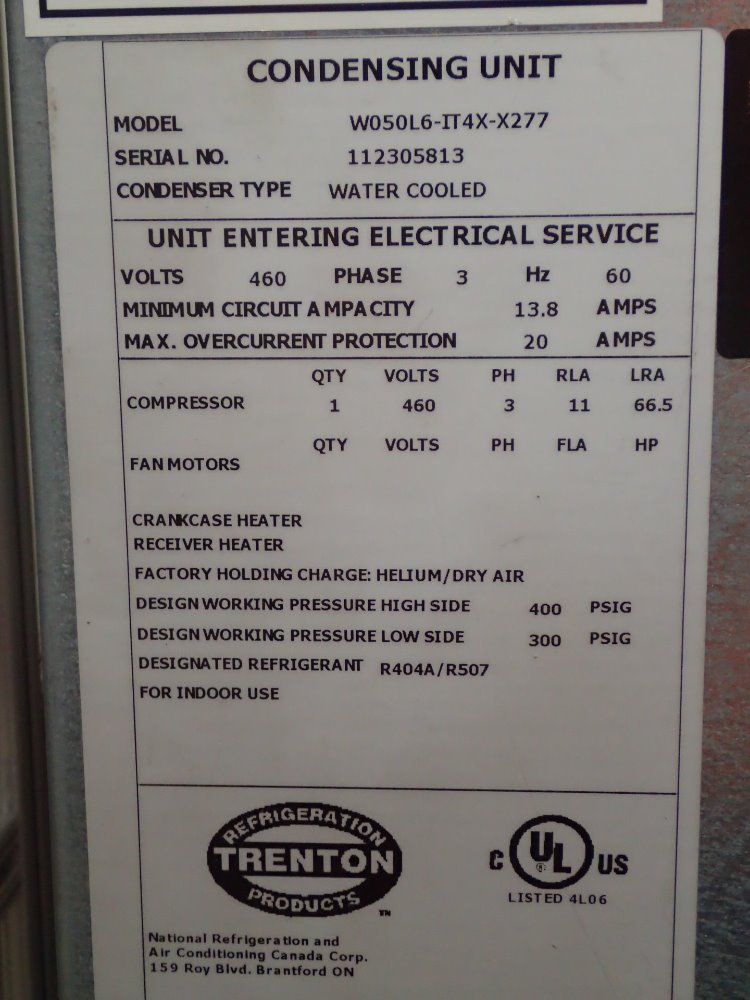 CONDENSING UNIT
MODEL W050L6-IT4X-X277
SERIAL NO. 112305813
CONDENSER TYPE WATER COOLED
UNIT ENTERING ELECTRICAL SERVICE
VOLTS 460 PHASE 3 Hz 60
MINIMUM CIRCUIT AMPACITY 13.8 AMPS
MAX. OVERCURRENT PROTECTION 20 AMPS
QTY VOLTS PH RLA LRA
COMPRESSOR 1 460 3 11 66.5
QTY VOLTS PH FLA HP
FAN MOTORS
CRANKCASE HEATER
RECEIVER HEATER
FACTORY HOLDING CHARGE: HELIUM/DRY AIR
DESIGN WORKING PRESSURE HIGH SIDE 400 PSIG
DESIGN WORKING PRESSURE LOW SIDE 300 PSIG
DESIGNATED REFRIGERANT R404A/R507
FOR INDOOR USE
REFRIGERATION
TRENTON
PRODUCTS TM
C UL US
LISTED 4L06
National Refrigeration and
Air Conditioning Canada Corp.
159 Roy Blvd. Brantford ON